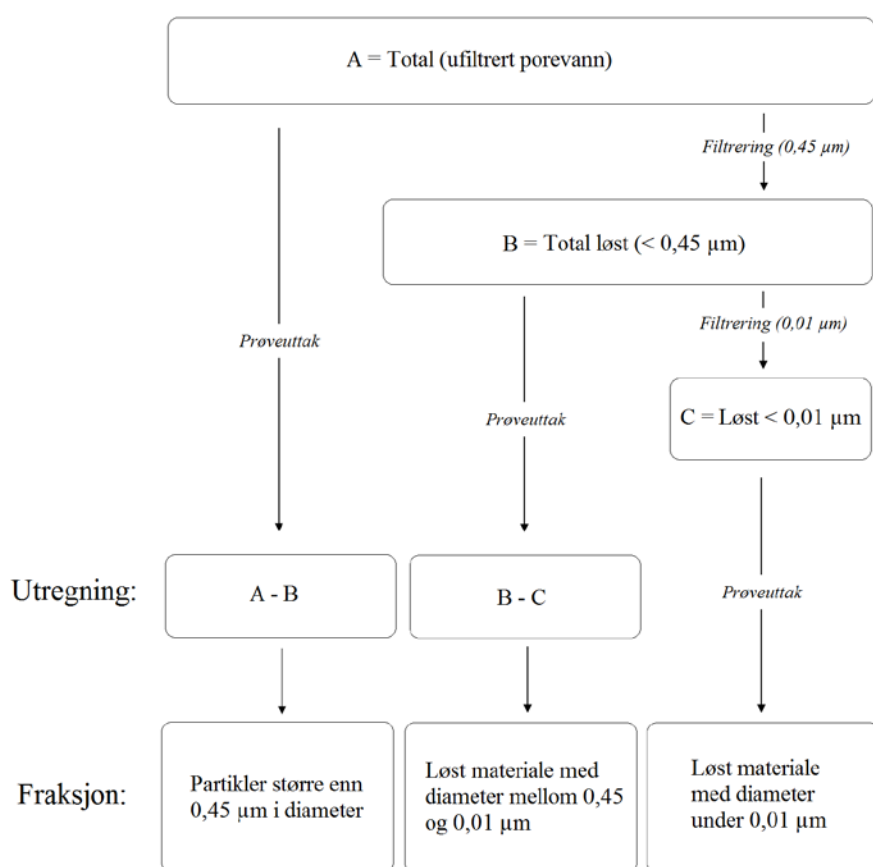 A = Total (ufiltrert porevann)
Filtrering (0,45 µm)
B = Total løst (< 0,45 µm)
Filtrering (0,01 µm)
Prøveuttak
C = Løst < 0,01 µm
Prøveuttak
Utregning:
A - B
B - C
Prøveuttak
Fraksjon:
Partikler større enn
0,45 µm i diameter
Løst materiale med
diameter mellom 0,45
og 0,01 µm
Løst materiale
med diameter
under 0,01 µm